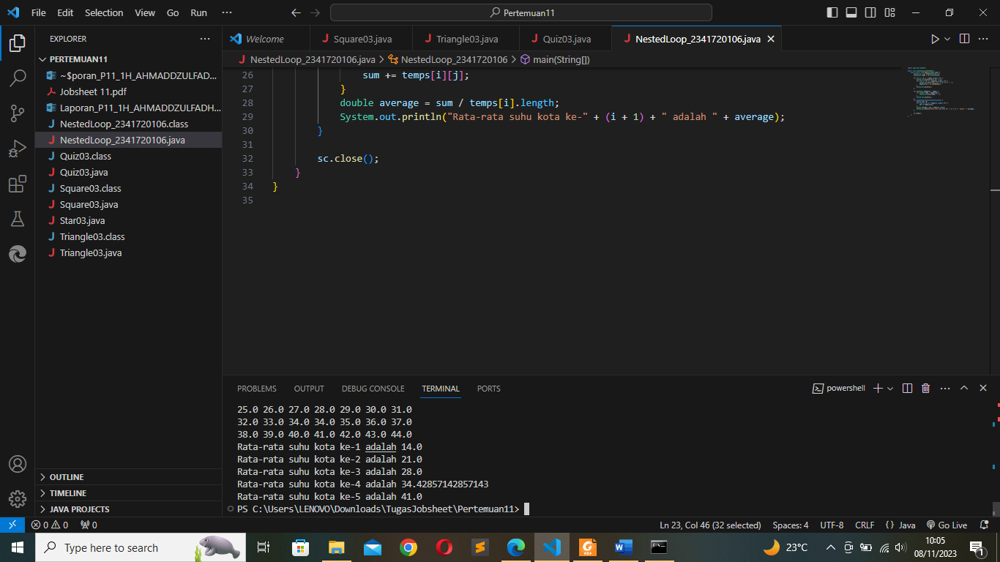 File Edit Selection View Go Run ··· Pertemuan11
EXPLORER ···
Welcome Square03.java Triangle03.java Quiz03.java NestedLoop_2341720106.java
NestedLoop_2341720106.java > NestedLoop_2341720106 > main(String[])
PERTEMUAN11
~$poran_P11_1H_AHMADDZULFAD...
Jobsheet 11.pdf
Laporan_P11_1H_AHMADDZULFADH...
NestedLoop_2341720106.class
NestedLoop_2341720106.java
Quiz03.class
Quiz03.java
Square03.class
Square03.java
Star03.java
Triangle03.class
Triangle03.java
OUTLINE
TIMELINE
JAVA PROJECTS
26 sum += temps[i][j];
27 }
28 double average = sum / temps[i].length;
29 System.out.println("Rata-rata suhu kota ke-" + (i + 1) + " adalah " + average);
30 }
31
32 sc.close();
33 }
34 }
35
PROBLEMS OUTPUT DEBUG CONSOLE TERMINAL PORTS powershell
25.0 26.0 27.0 28.0 29.0 30.0 31.0
32.0 33.0 34.0 34.0 35.0 36.0 37.0
38.0 39.0 40.0 41.0 42.0 43.0 44.0
Rata-rata suhu kota ke-1 adalah 14.0
Rata-rata suhu kota ke-2 adalah 21.0
Rata-rata suhu kota ke-3 adalah 28.0
Rata-rata suhu kota ke-4 adalah 34.42857142857143
Rata-rata suhu kota ke-5 adalah 41.0
PS C:\Users\LENOVO\Downloads\TugasJobsheet\Pertemuan11>
0 0 0 Ln 23, Col 46 (32 selected) Spaces: 4 UTF-8 CRLF {} Java Go Live
Type here to search 23°C 10:05
08/11/2023 1